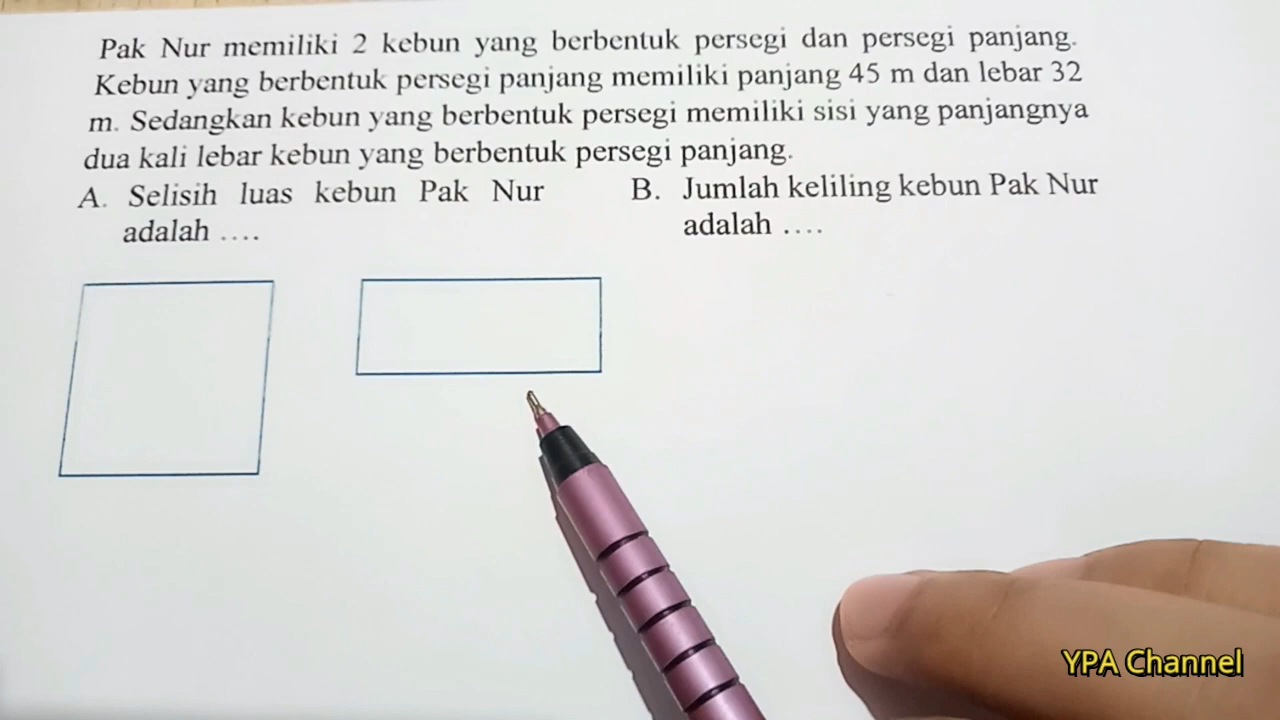 Pak Nur memiliki 2 kebun yang berbentuk persegi dan persegi panjang.
Kebun yang berbentuk persegi panjang memiliki panjang 45 m dan lebar 32
m. Sedangkan kebun yang berbentuk persegi memiliki sisi yang panjangnya
dua kali lebar kebun yang berbentuk persegi panjang.
A. Selisih luas kebun Pak Nur
adalah ....
B. Jumlah keliling kebun Pak Nur
adalah ....
YPA Channel